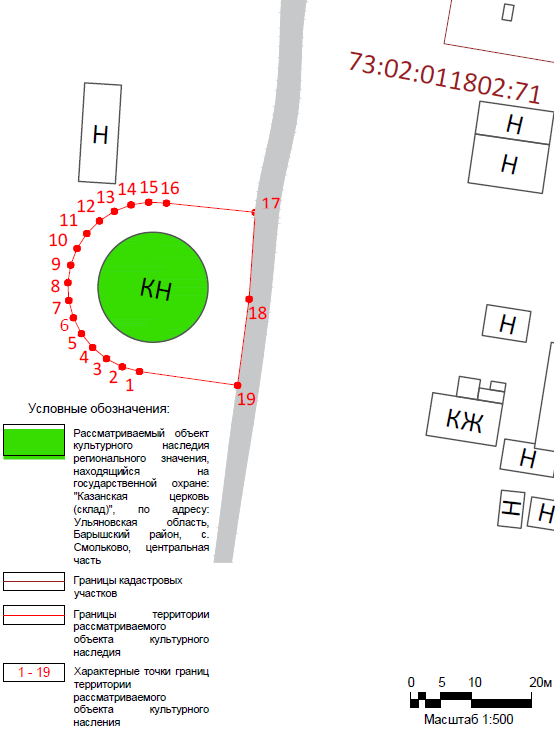 73:02:011802:71
Н
Н
Н
14 15 16
13
12
11
10
9
8
7
6
5
4
3
2
1
17
18
19
КН
Н
КЖ
Н
Н
Н
Условные обозначения:
Рассматриваемый объект
культурного наследия
регионального значения,
находящийся на
государственной охране:
"Казанская церковь
(склад)", по адресу:
Ульяновская область,
Барышский район, с.
Смольково, центральная
часть
Границы кадастровых
участков
Границы территории
рассматриваемого
объекта культурного
наследия
1 - 19
Характерные точки границ
территории
рассматриваемого
объекта культурного
насления
0 5 10 20м
Масштаб 1:500